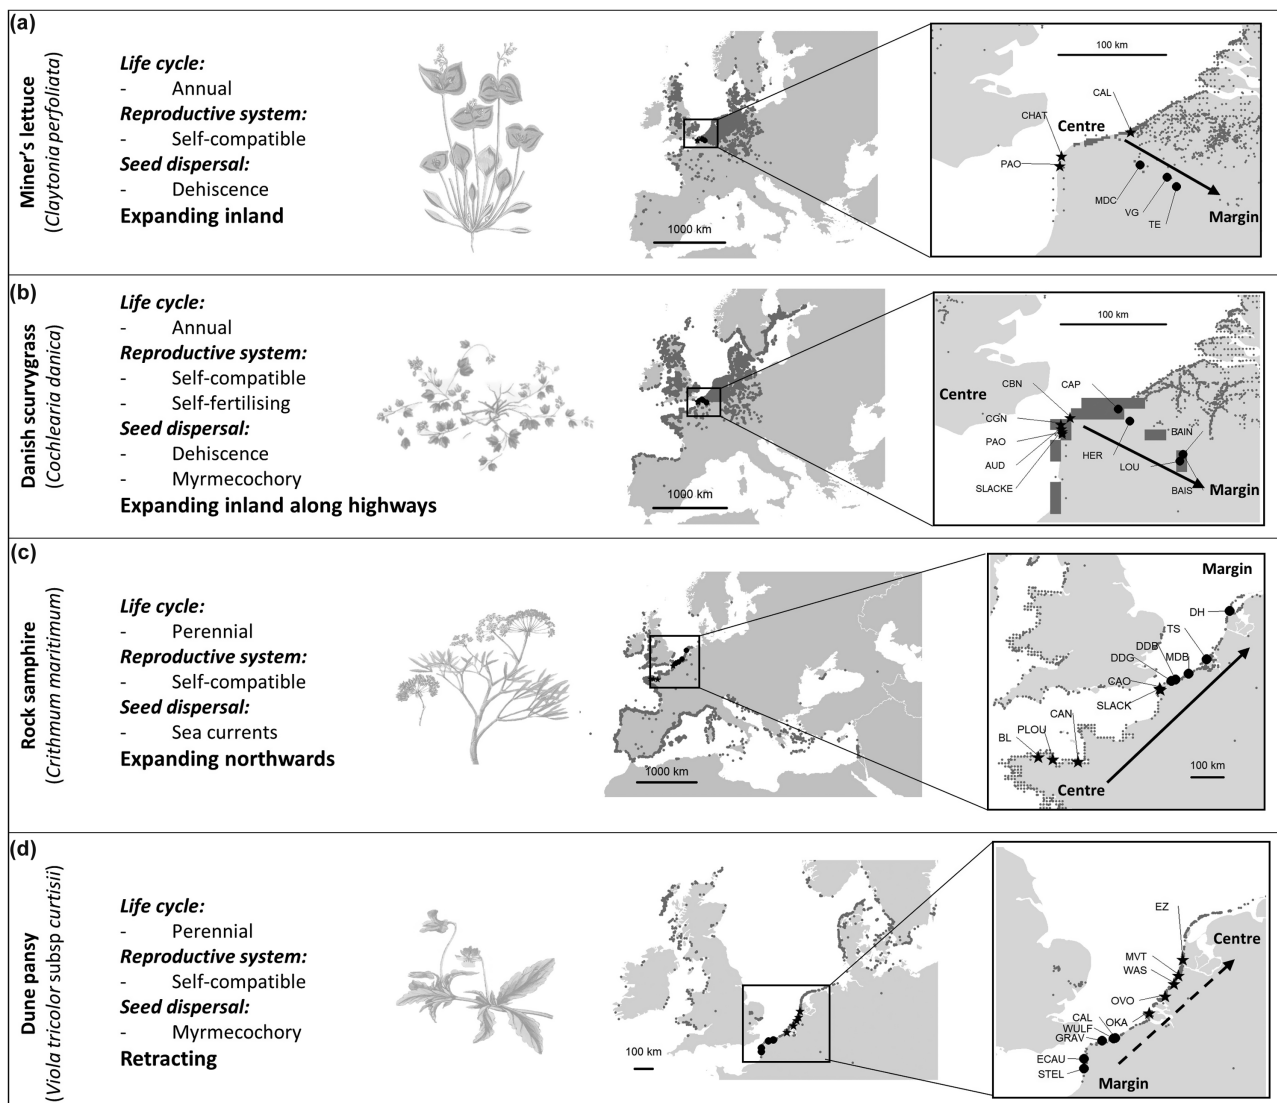 (a)
Miner's lettuce
(Claytonia perfoliata)
Life cycle:
- Annual
Reproductive system:
- Self-compatible
Seed dispersal:
- Dehiscence
Expanding inland
1000 km
100 km
CAL
CHAT
Centre
PAO
MDC
VG
TE
Margin
(b)
Danish scurvygrass
(Cochlearia danica)
Life cycle:
- Annual
Reproductive system:
- Self-compatible
- Self-fertilising
Seed dispersal:
- Dehiscence
- Myrmecochory
Expanding inland along highways
1000 km
100 km
CBN
CAP
Centre
CGN
PAO
AUD
SLACKE
HER
LOU
BAIN
BAIS
Margin
(c)
Rock samphire
(Crithmum maritimum)
Life cycle:
- Perennial
Reproductive system:
- Self-compatible
Seed dispersal:
- Sea currents
Expanding northwards
1000 km
Margin
DH
TS
DDB
DDG
MDB
CAO
SLACK
CAN
PLOU
BL
Centre
100 km
(d)
Dune pansy
(Viola tricolor subsp curtisii)
Life cycle:
- Perennial
Reproductive system:
- Self-compatible
Seed dispersal:
- Myrmecochory
Retracting
100 km
EZ
Centre
MVT
WAS
OVO
CAL
OKA
WULF
GRAV
ECAU
STEL
Margin